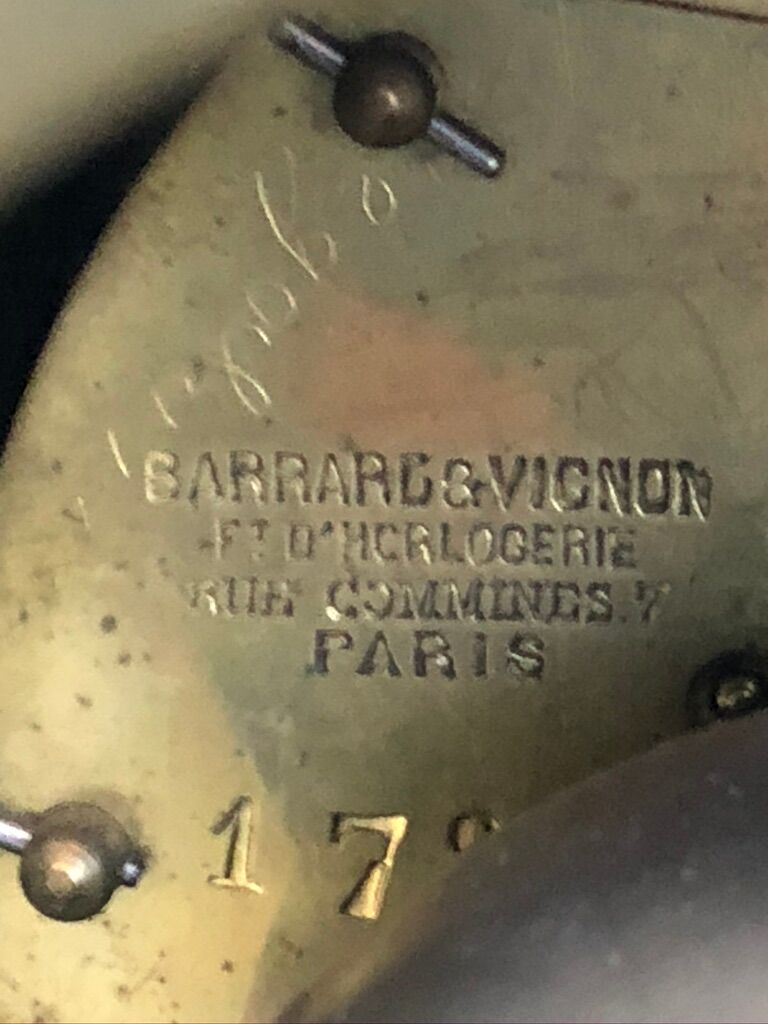 BARRARD & VIGNON
FT D'HORLOGERIE
RUE COMMINES. 7
PARIS
17